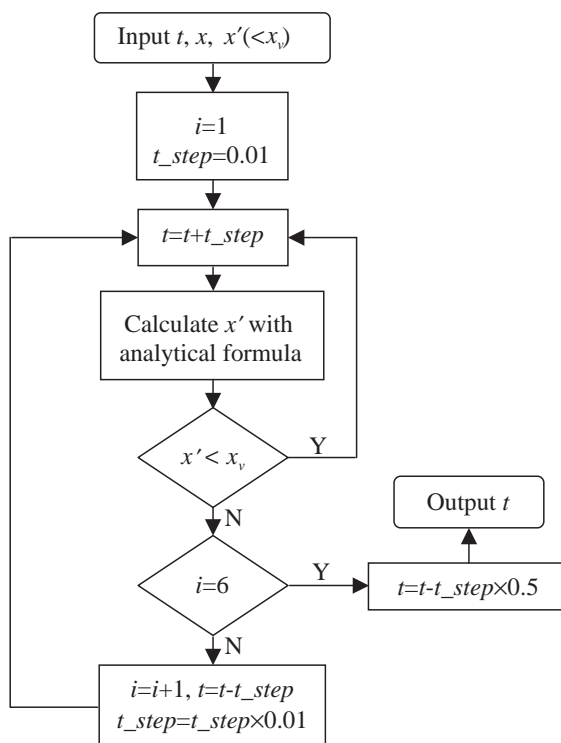 Input t, x, x′(<xᵥ)
i=1
t_step=0.01
t=t+t_step
Calculate x′ with
analytical formula
x′< xᵥ
Y
N
Output t
i=6
Y
t=t-t_step×0.5
N
i=i+1, t=t-t_step
t_step=t_step×0.01